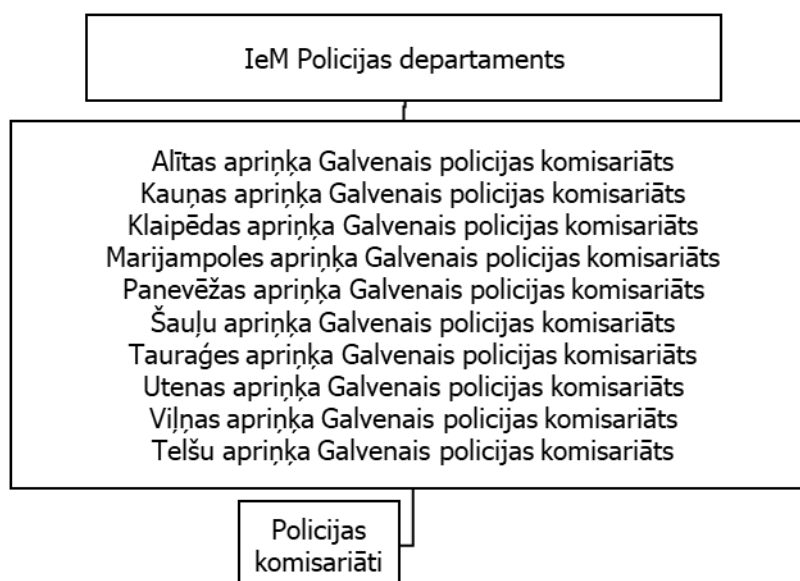 IeM Policijas departaments
Alītas apriņķa Galvenais policijas komisariāts
Kauņas apriņķa Galvenais policijas komisariāts
Klaipēdas apriņķa Galvenais policijas komisariāts
Marijampoles apriņķa Galvenais policijas komisariāts
Panevēžas apriņķa Galvenais policijas komisariāts
Šauļu apriņķa Galvenais policijas komisariāts
Tauraģes apriņķa Galvenais policijas komisariāts
Utenas apriņķa Galvenais policijas komisariāts
Viļņas apriņķa Galvenais policijas komisariāts
Telšu apriņķa Galvenais policijas komisariāts
Policijas
komisariāti